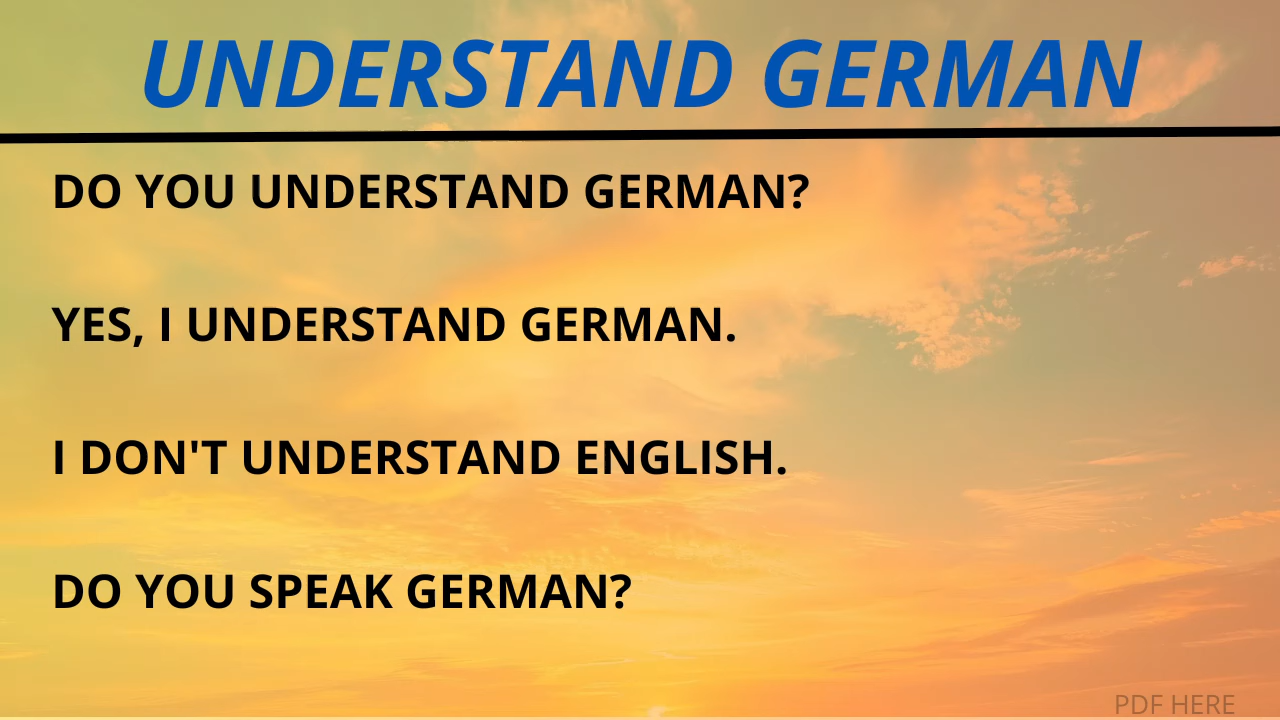 UNDERSTAND GERMAN
DO YOU UNDERSTAND GERMAN?
YES, I UNDERSTAND GERMAN.
I DON'T UNDERSTAND ENGLISH.
DO YOU SPEAK GERMAN?
PDF HERE